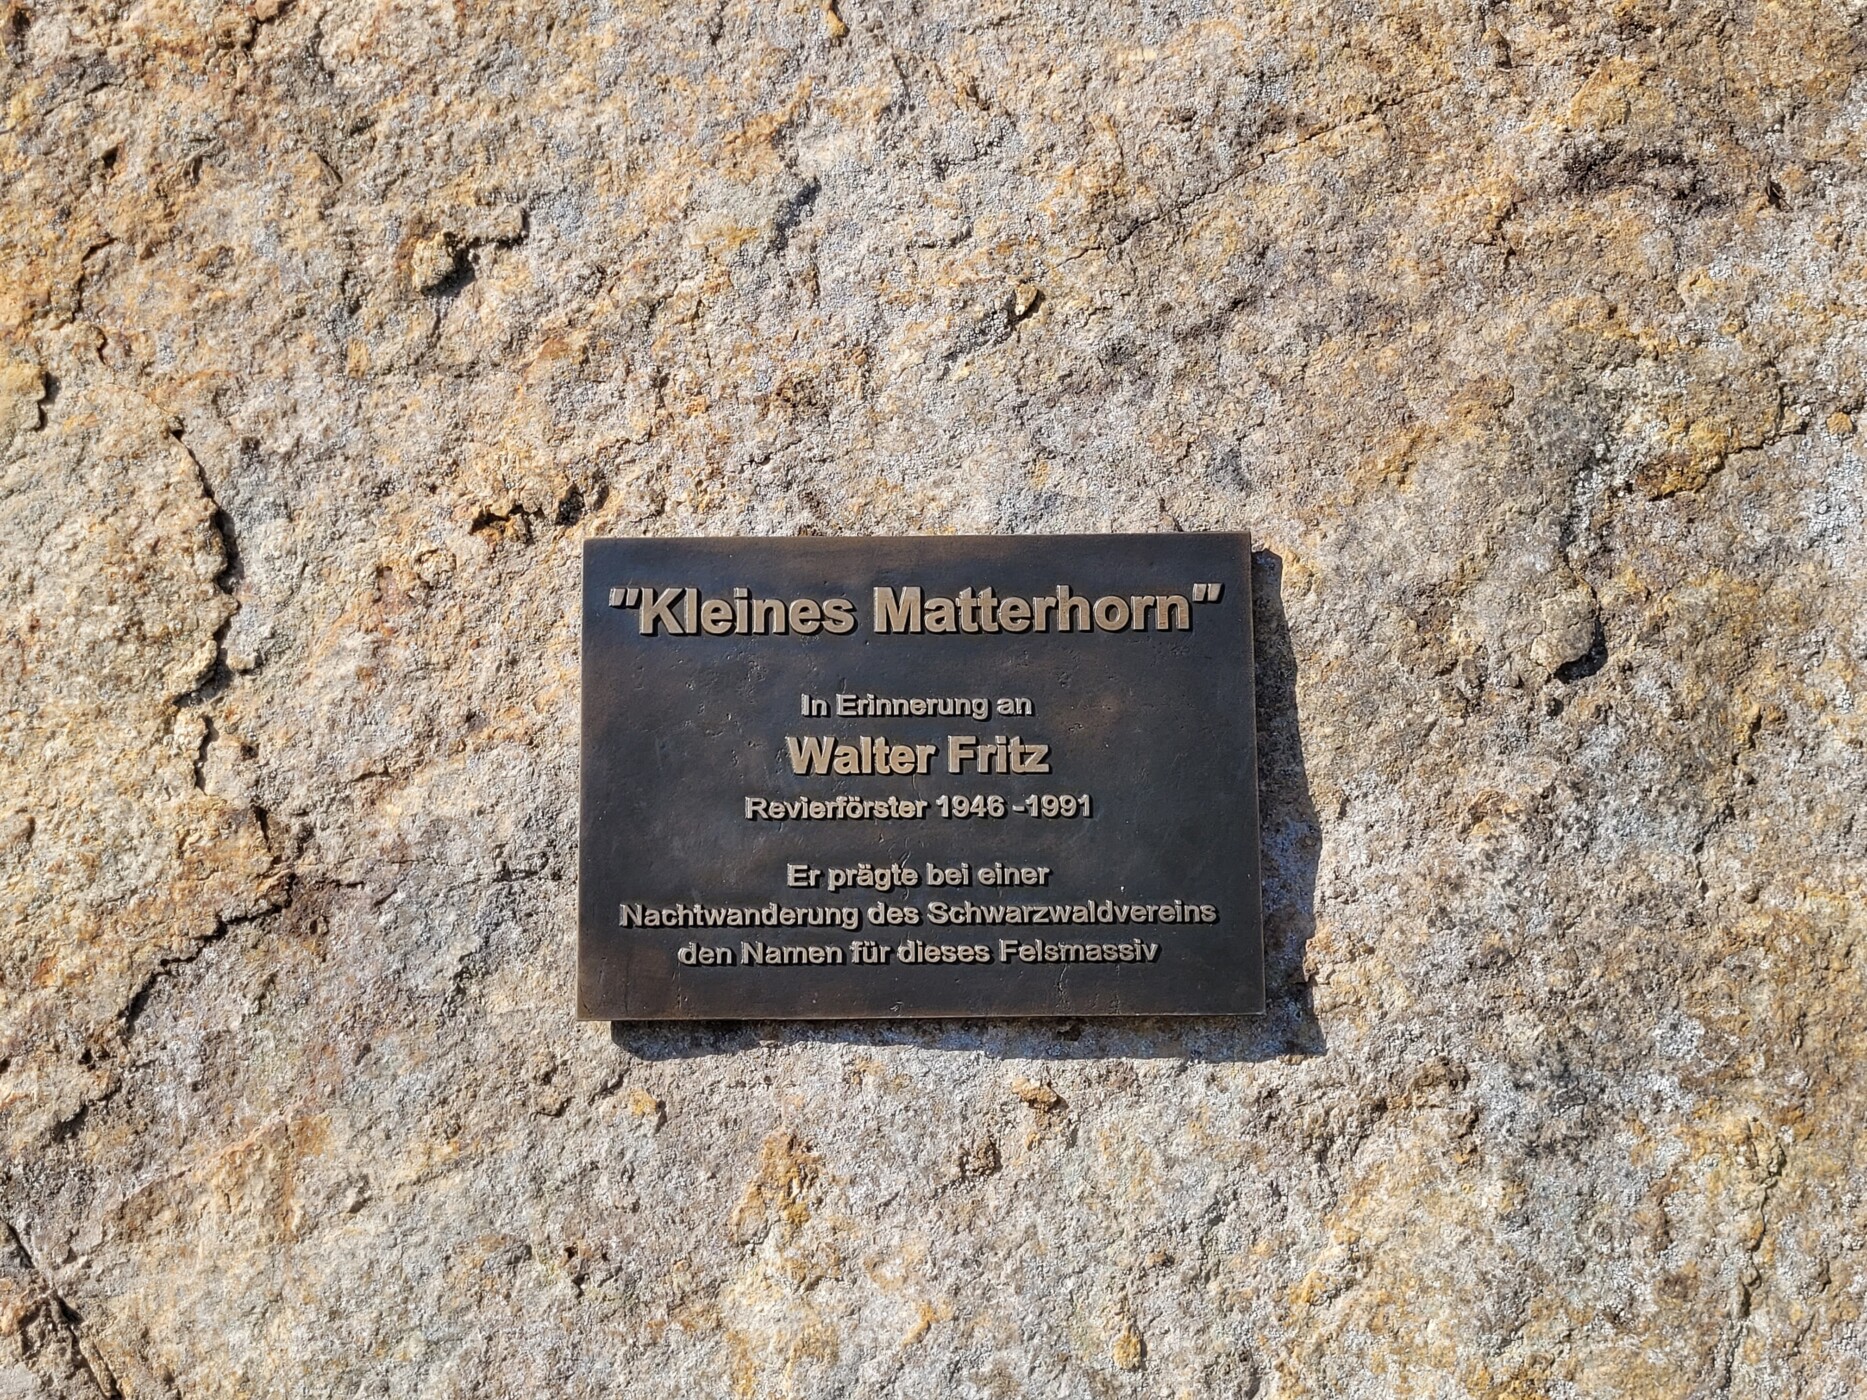 "Kleines Matterhorn"
In Erinnerung an
Walter Fritz
Revierförster 1946 -1991
Er prägte bei einer
Nachtwanderung des Schwarzwaldvereins
den Namen für dieses Felsmassiv